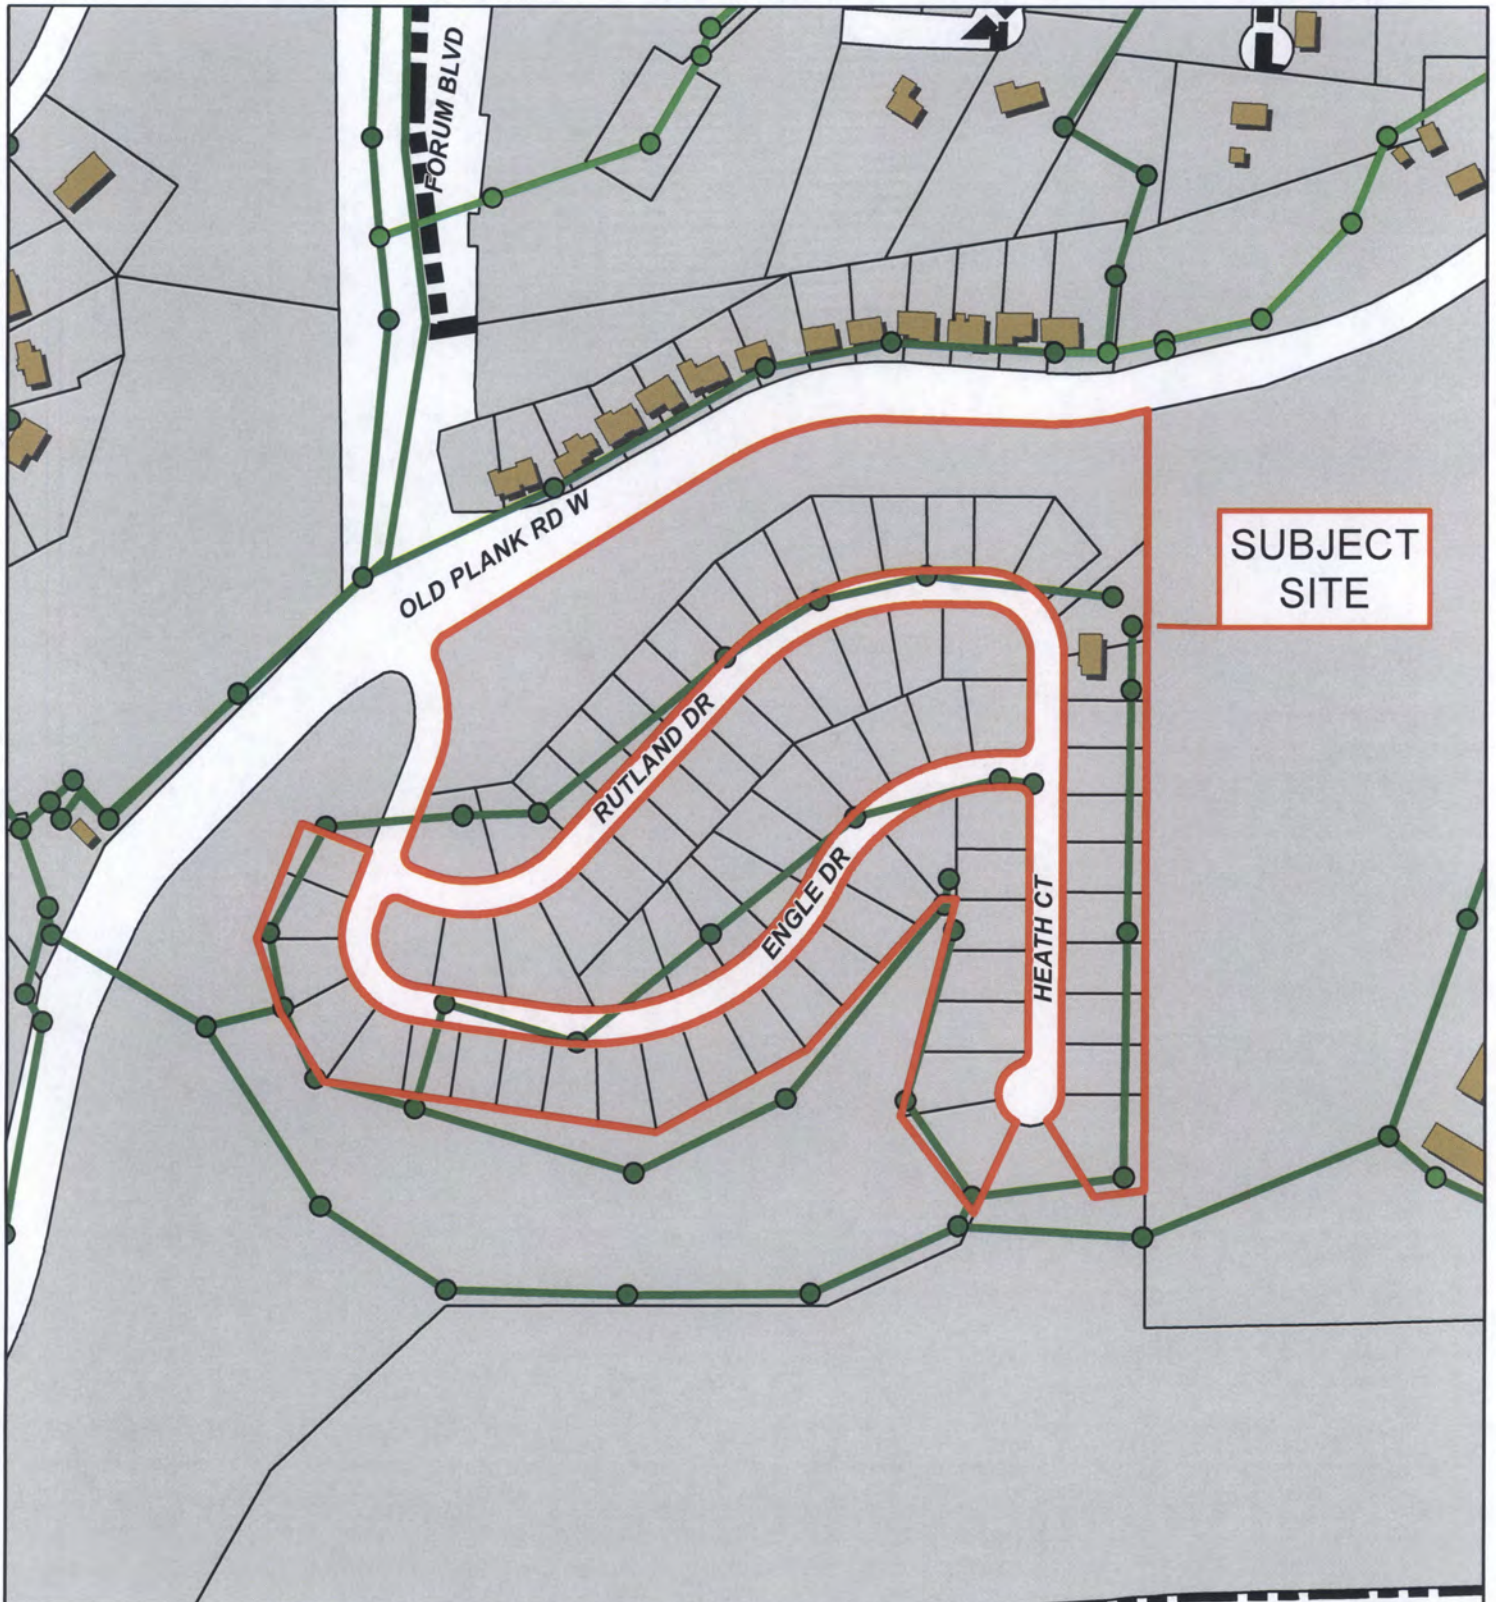 FORUM BLVD
SUBJECT
SITE
OLD PLANK RD W
RUTLAND DR
ENGLE DR
HEATH CT